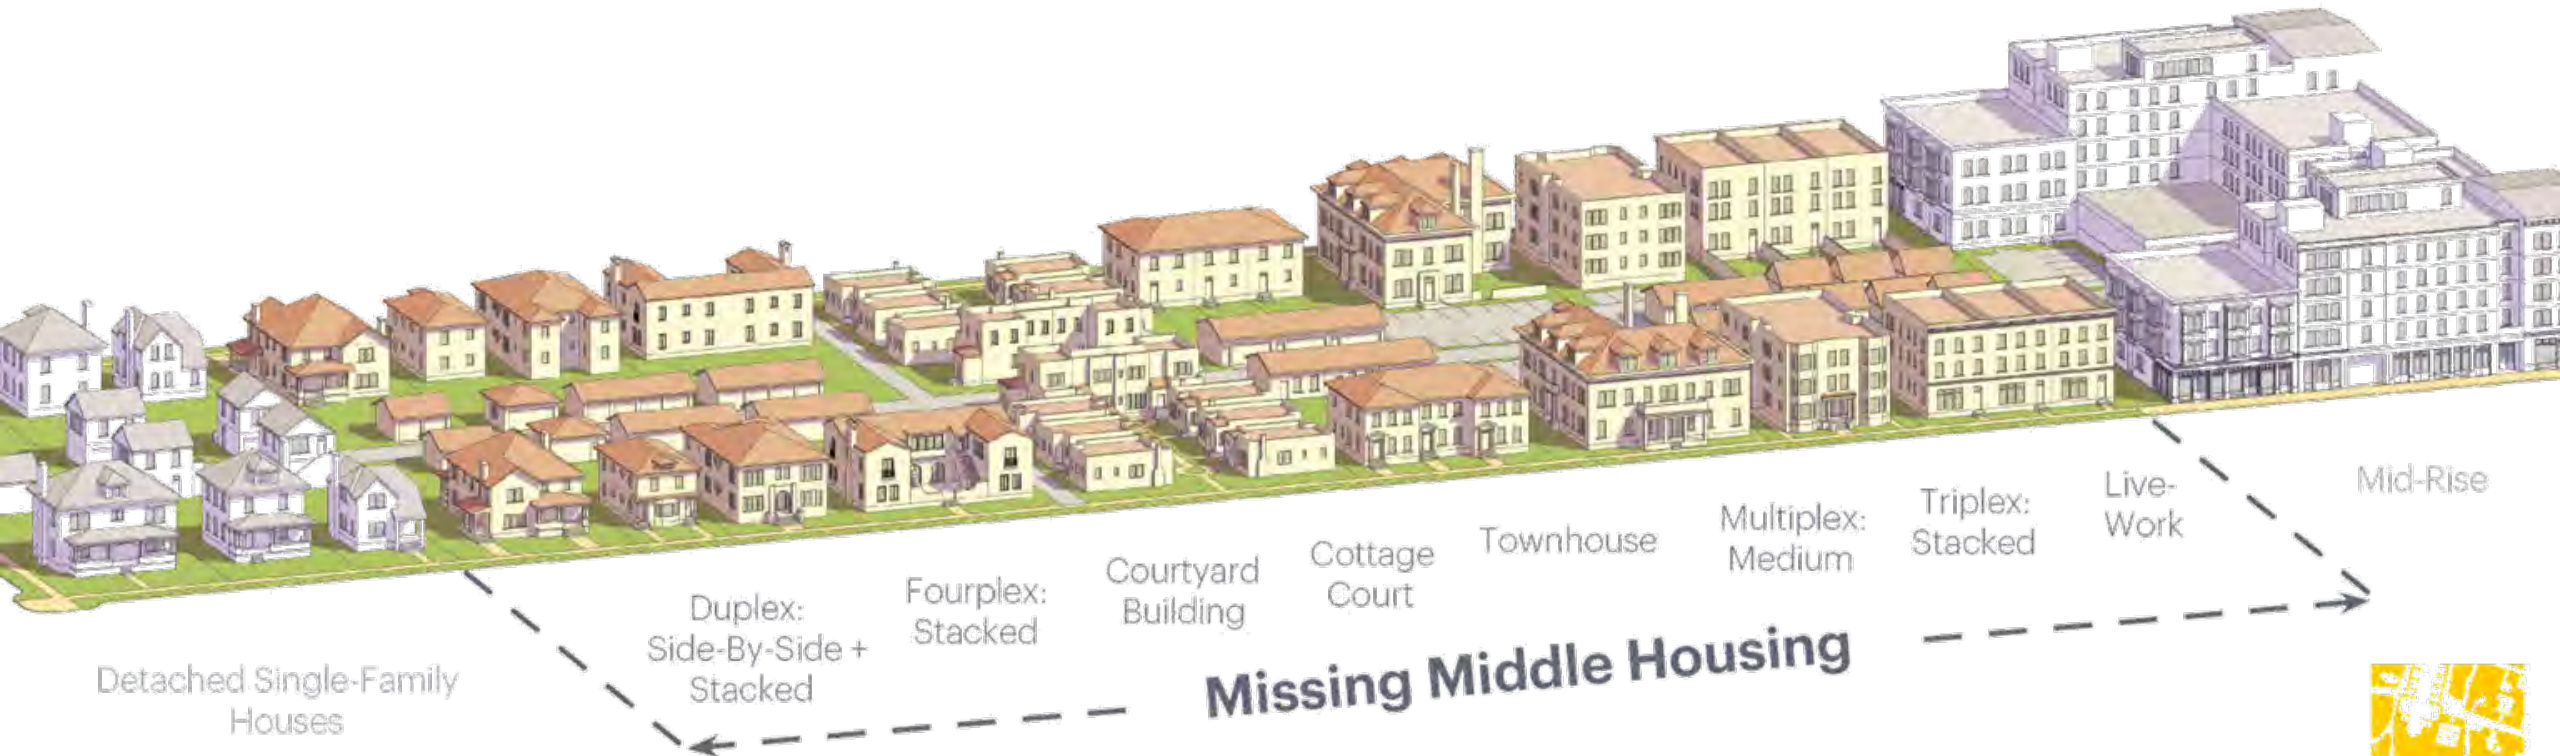 Detached Single-Family
Houses
Duplex:
Side-By-Side +
Stacked
Fourplex:
Stacked
Courtyard
Building
Cottage
Court
Townhouse
Multiplex:
Medium
Triplex:
Stacked
Live-
Work
Mid-Rise
Missing Middle Housing